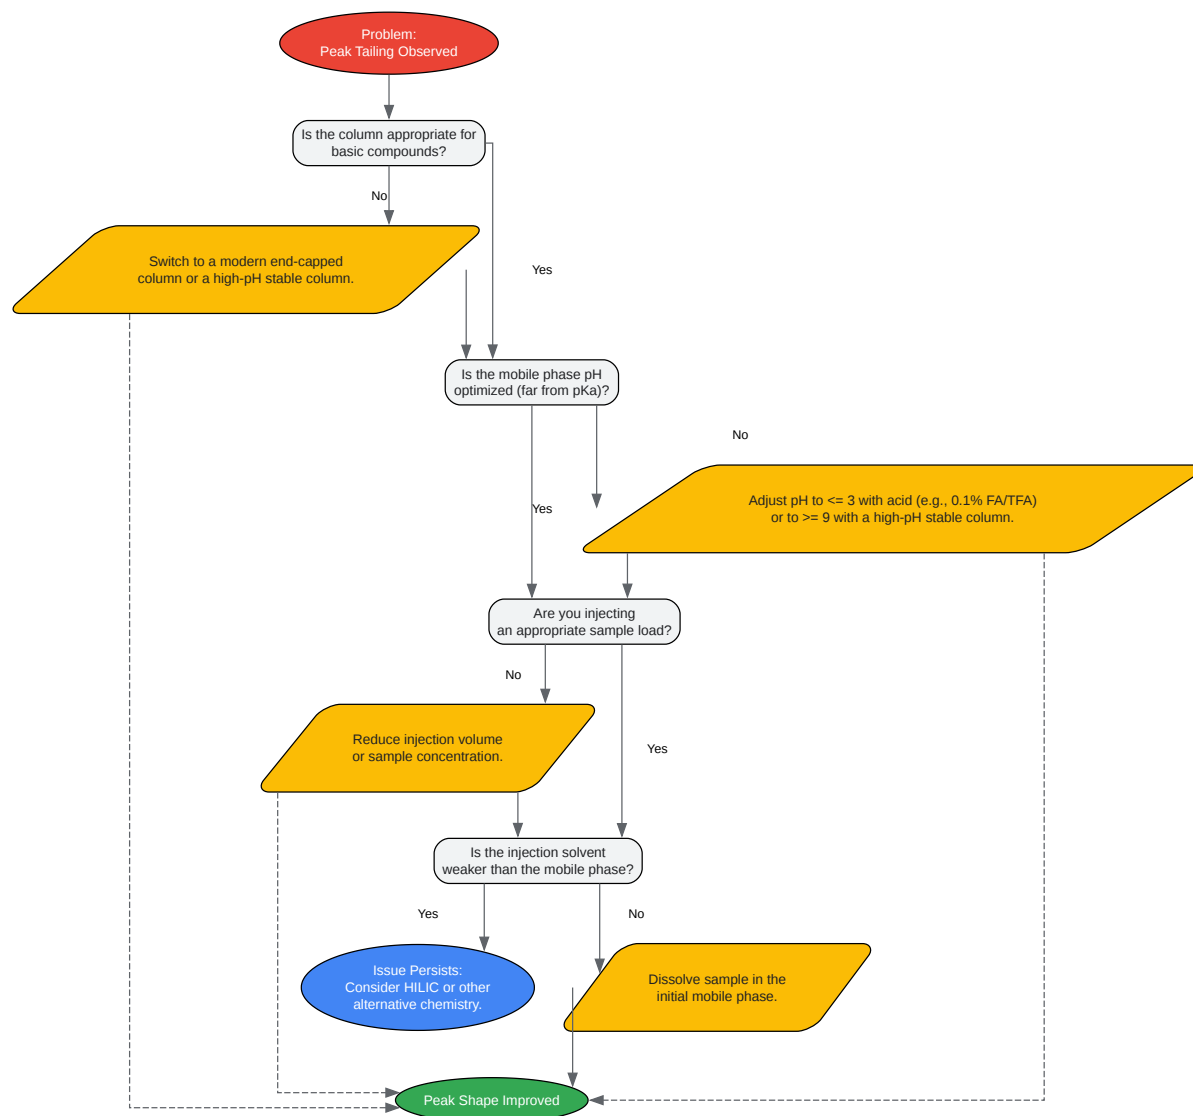 Problem:
Peak Tailing Observed
Is the column appropriate for
basic compounds?
No
Switch to a modern end-capped
column or a high-pH stable column.
Yes
Is the mobile phase pH
optimized (far from pKa)?
No
Adjust pH to <= 3 with acid (e.g., 0.1% FA/TFA)
or to >= 9 with a high-pH stable column.
Yes
Are you injecting
an appropriate sample load?
No
Reduce injection volume
or sample concentration.
Yes
Is the injection solvent
weaker than the mobile phase?
Yes
No
Issue Persists:
Consider HILIC or other
alternative chemistry.
Dissolve sample in the
initial mobile phase.
Peak Shape Improved